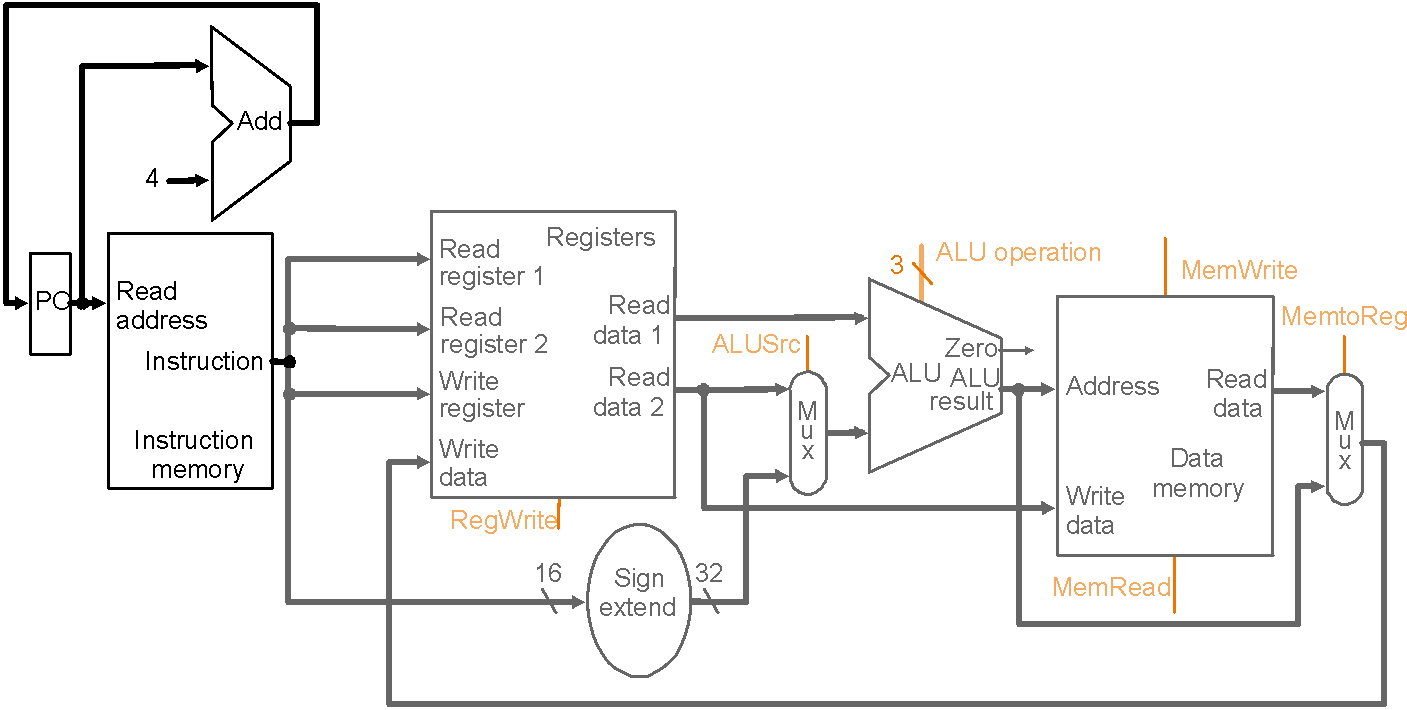 Add
4
PC
Read
address
Instruction
Instruction
memory
Registers
Read
register 1
Read
register 2
Write
register
Write
data
Read
data 1
Read
data 2
RegWrite
16
Sign
extend
32
ALUSrc
M
u
x
3
ALU operation
Zero
ALU
ALU
result
MemWrite
Address
Read
data
Write
data
Data
memory
MemRead
MemtoReg
M
u
x